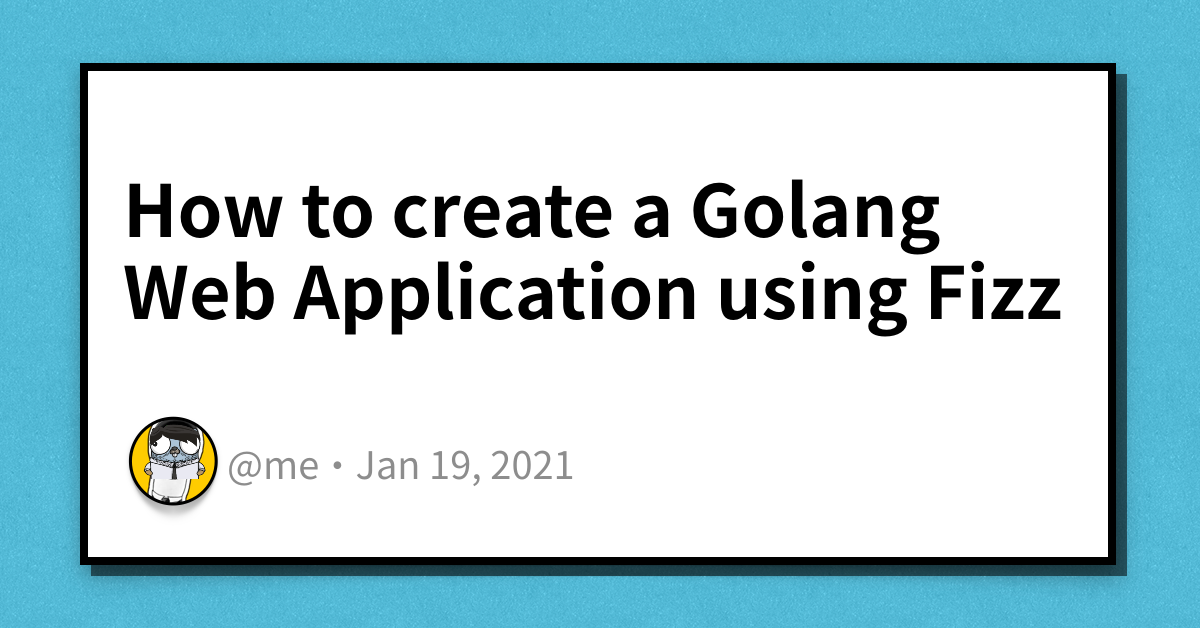 How to create a Golang
Web Application using Fizz
@me • Jan 19, 2021